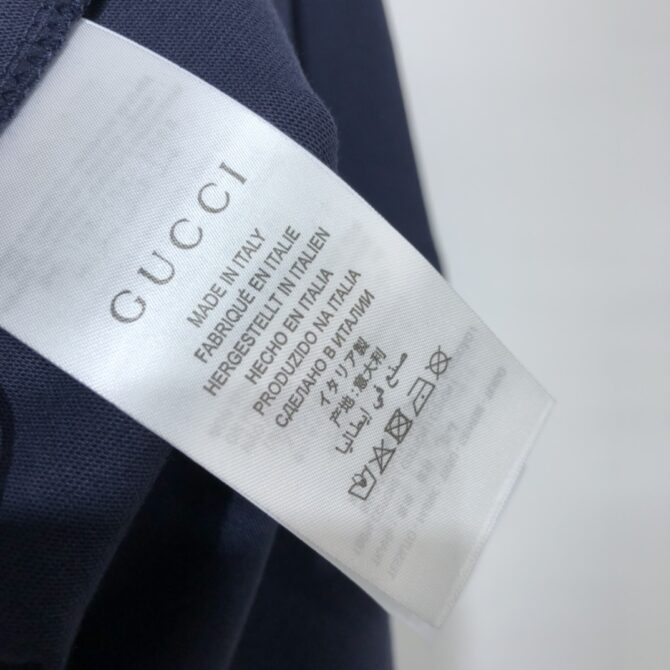 GUCCI
MADE IN ITALY
FABRIQUÉ EN ITALIE
HERGESTELLT IN ITALIEN
HECHO EN ITALIA
PRODUZIDO NA ITALIA
СДЕЛАНО В ИТАЛИИ
イタリア製
产地:意大利
صنع في إيطاليا